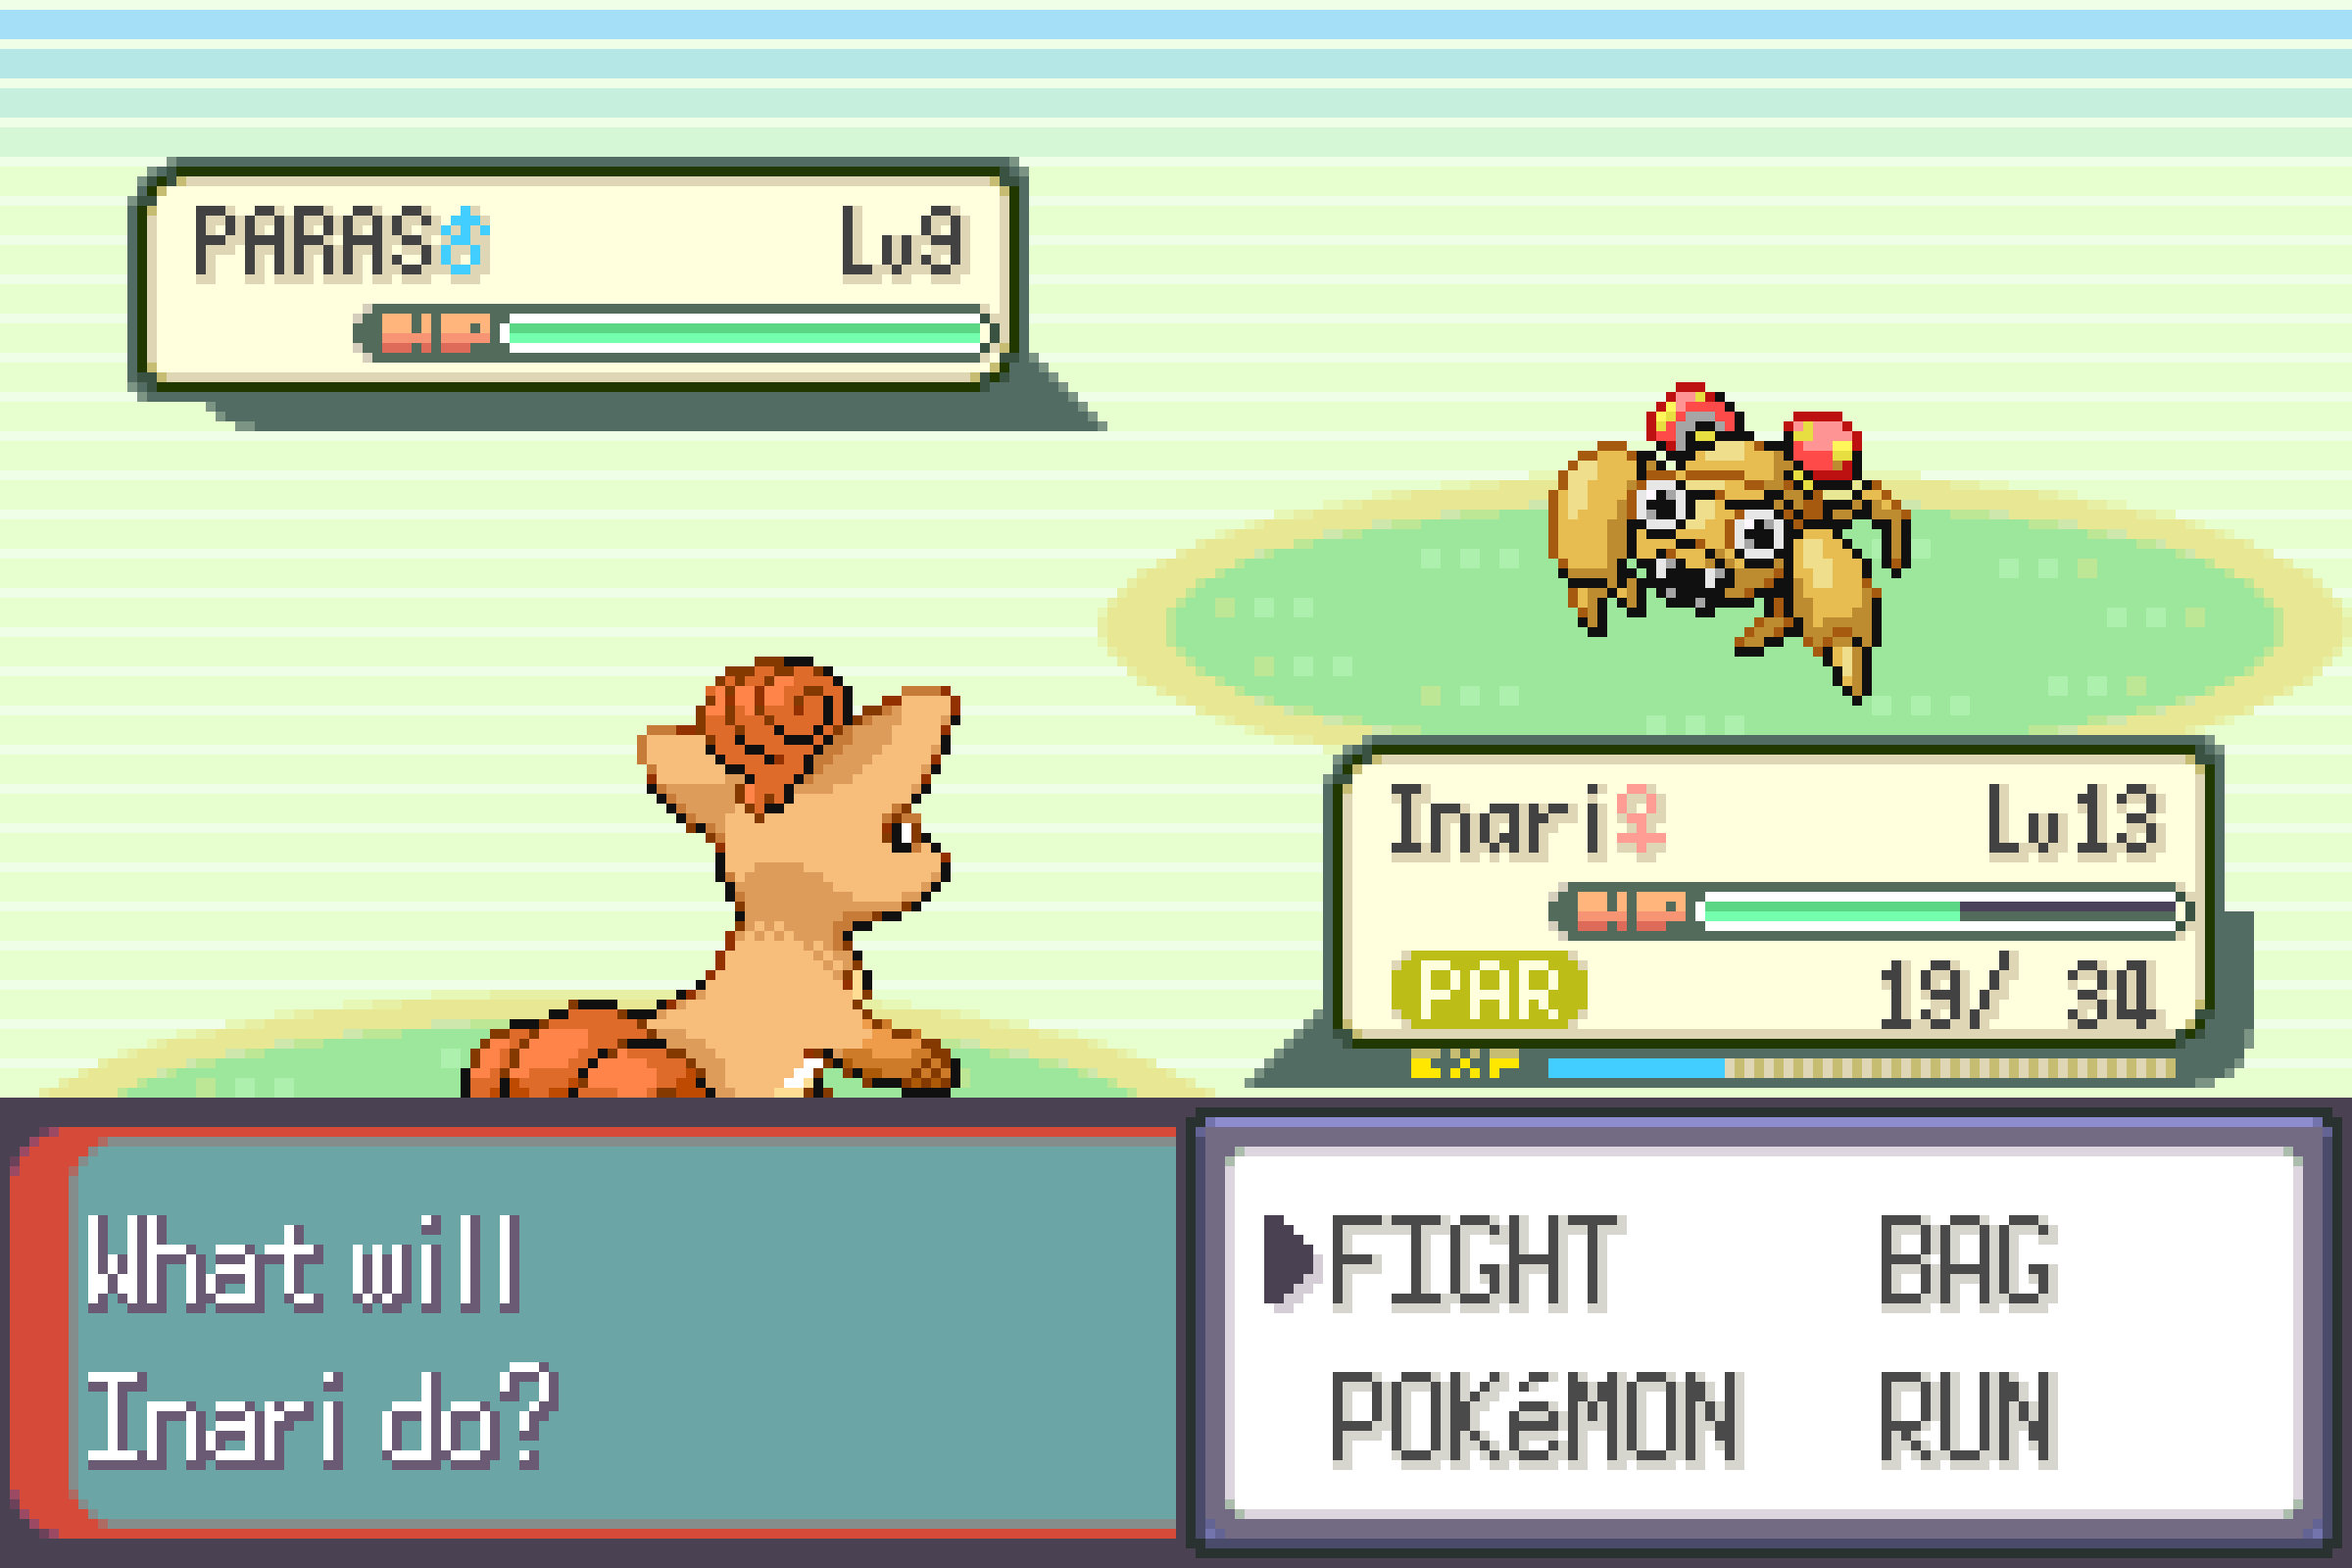 PARAS♂ Lv9
HP
Inari♀ Lv13
HP
PAR 19/ 34
EXP
What will
Inari do?
FIGHT BAG
POKéMON RUN